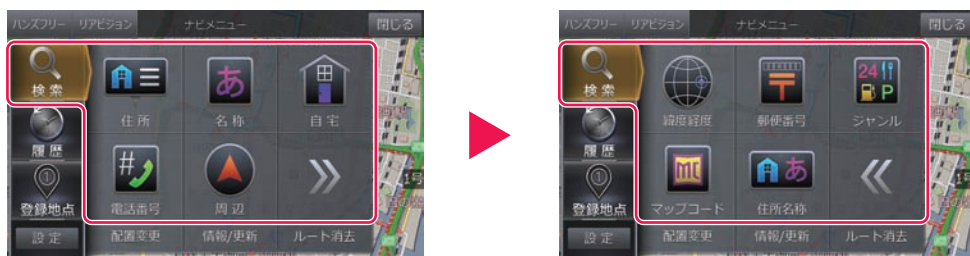 ハンズフリー リアビジョン ナビメニュー 閉じる
検索
住所 名称 自宅
履歴
電話番号 周辺
登録地点
設定 配置変更 情報/更新 ルート消去
ハンズフリー リアビジョン ナビメニュー 閉じる
検索
緯度経度 郵便番号 ジャンル
履歴
マップコード 住所名称
登録地点
設定 配置変更 情報/更新 ルート消去